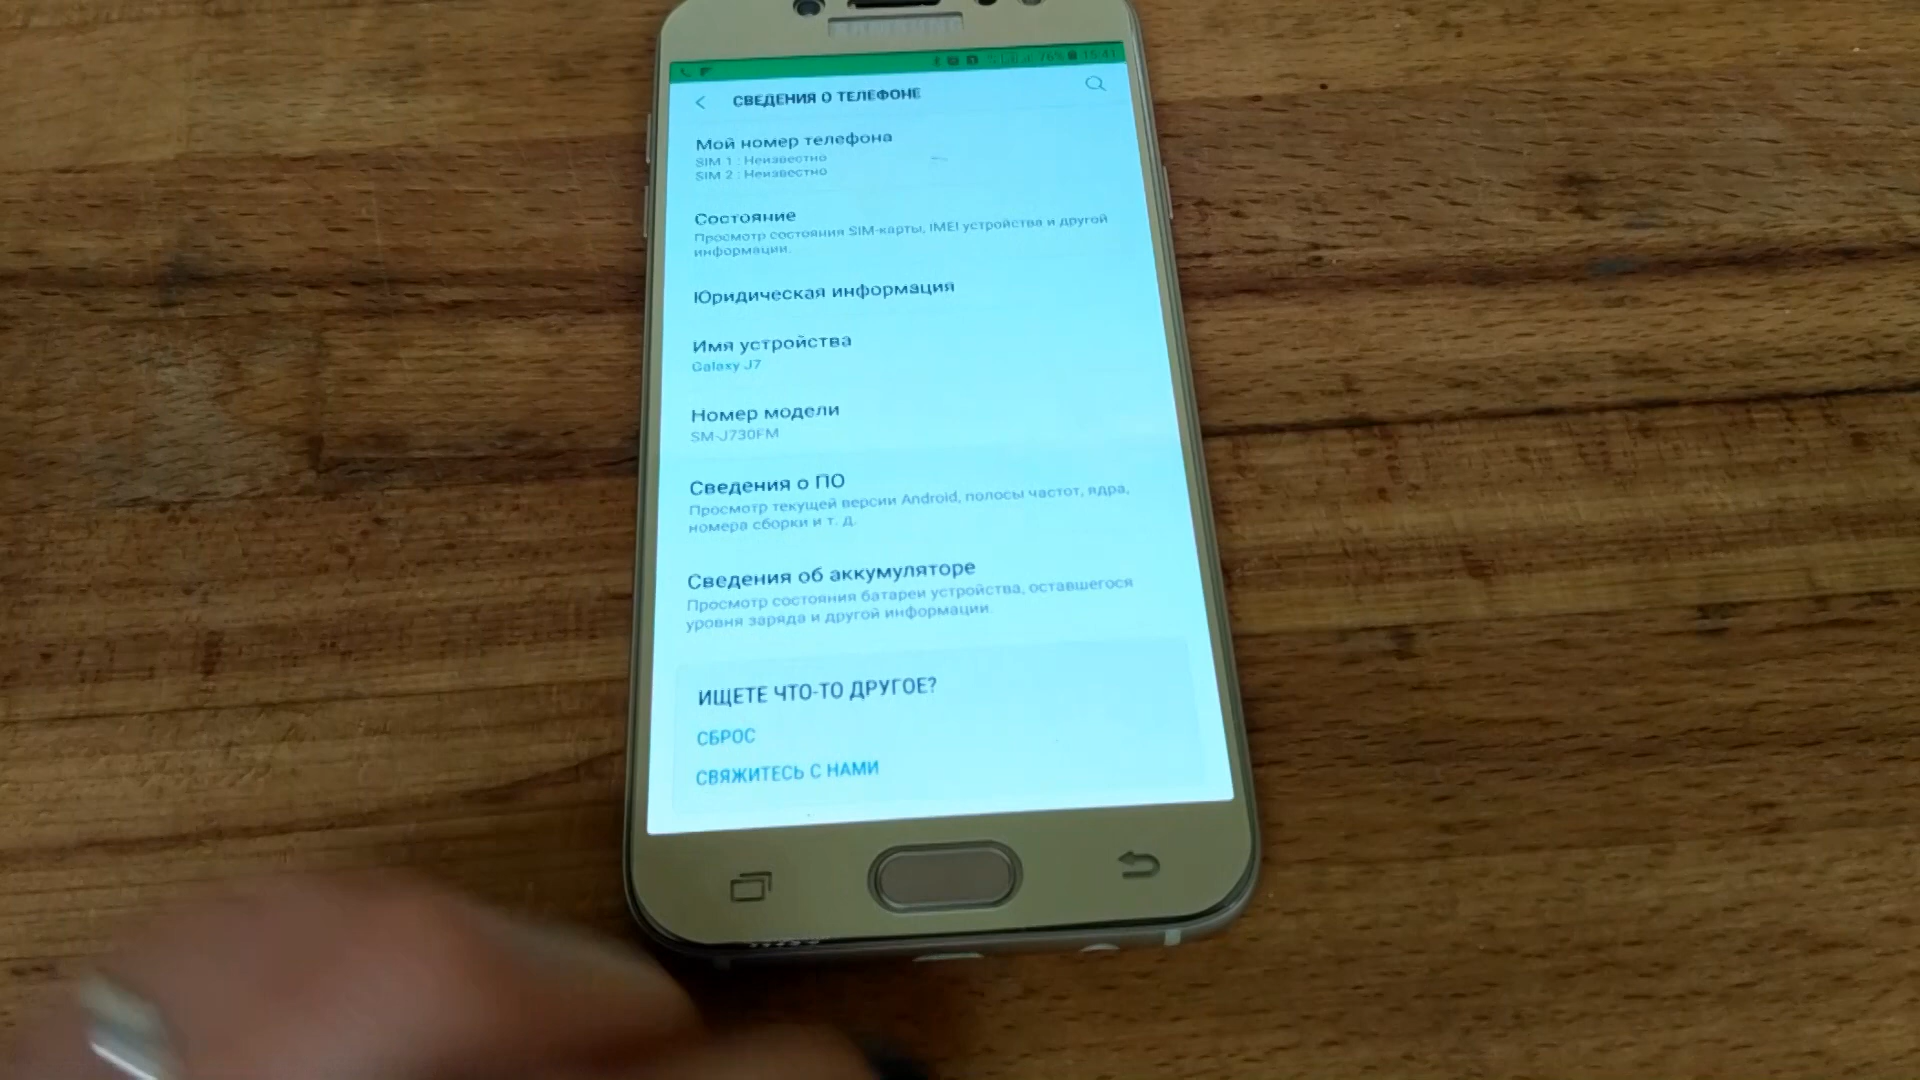 76% 15:41
СВЕДЕНИЯ О ТЕЛЕФОНЕ
Мой номер телефона
SIM 1 : Неизвестно
SIM 2 : Неизвестно
Состояние
Просмотр состояния SIM-карты, IMEI устройства и другой
информации.
Юридическая информация
Имя устройства
Galaxy J7
Номер модели
SM-J730FM
Сведения о ПО
Просмотр текущей версии Android, полосы частот, ядра,
номера сборки и т. д.
Сведения об аккумуляторе
Просмотр состояния батареи устройства, оставшегося
уровня заряда и другой информации.
ИЩЕТЕ ЧТО-ТО ДРУГОЕ?
СБРОС
СВЯЖИТЕСЬ С НАМИ